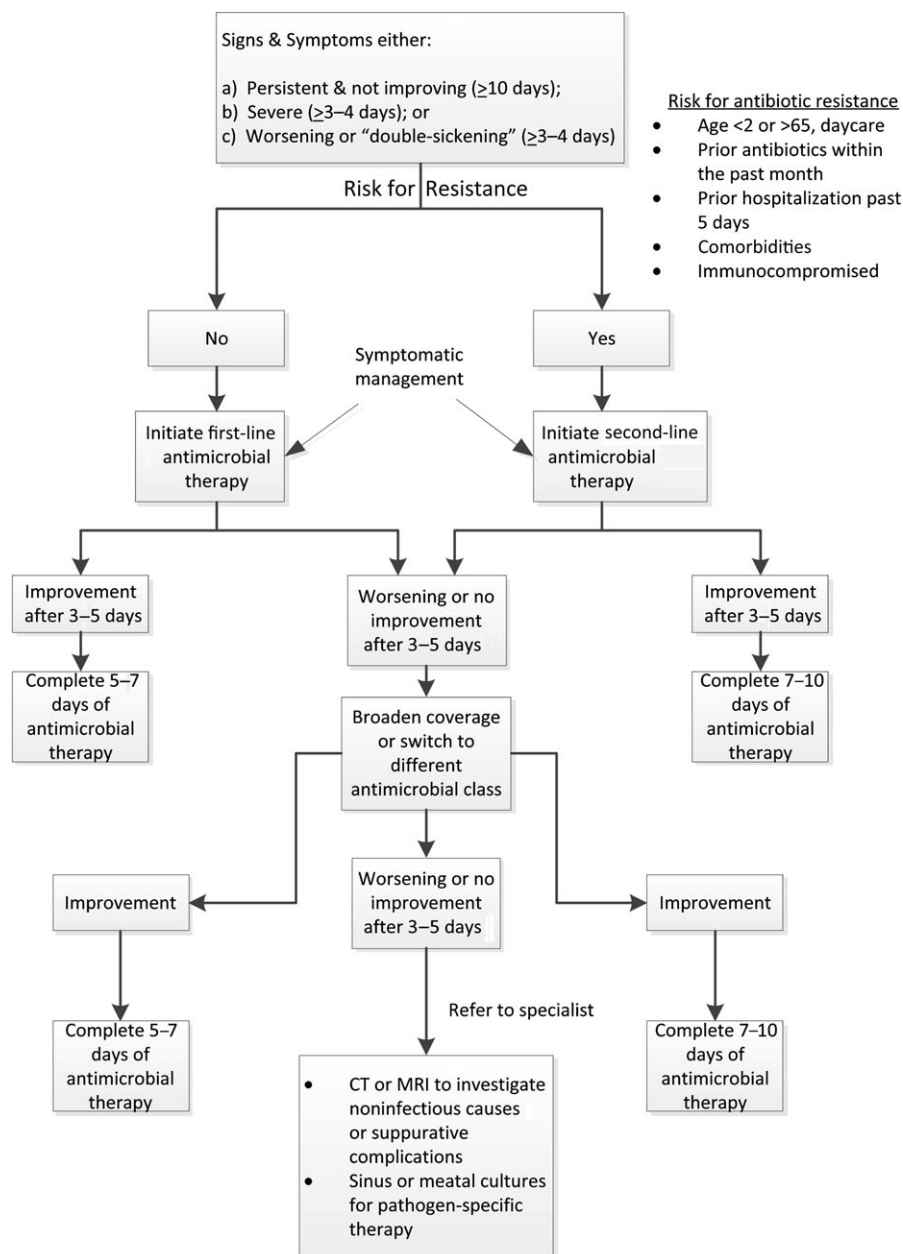 Signs & Symptoms either:
a) Persistent & not improving (≥10 days);
b) Severe (≥3–4 days); or
c) Worsening or “double-sickening” (≥3–4 days)
Risk for antibiotic resistance
• Age <2 or >65, daycare
• Prior antibiotics within
the past month
• Prior hospitalization past
5 days
• Comorbidities
• Immunocompromised
Risk for Resistance
No
Yes
Symptomatic
management
Initiate first-line
antimicrobial
therapy
Initiate second-line
antimicrobial
therapy
Improvement
after 3–5 days
Worsening or no
improvement
after 3–5 days
Improvement
after 3–5 days
Complete 5–7
days of
antimicrobial
therapy
Broaden coverage
or switch to
different
antimicrobial class
Complete 7–10
days of
antimicrobial
therapy
Improvement
Worsening or no
improvement
after 3–5 days
Improvement
Complete 5–7
days of
antimicrobial
therapy
Refer to specialist
Complete 7–10
days of
antimicrobial
therapy
• CT or MRI to investigate
noninfectious causes
or suppurative
complications
• Sinus or meatal cultures
for pathogen-specific
therapy